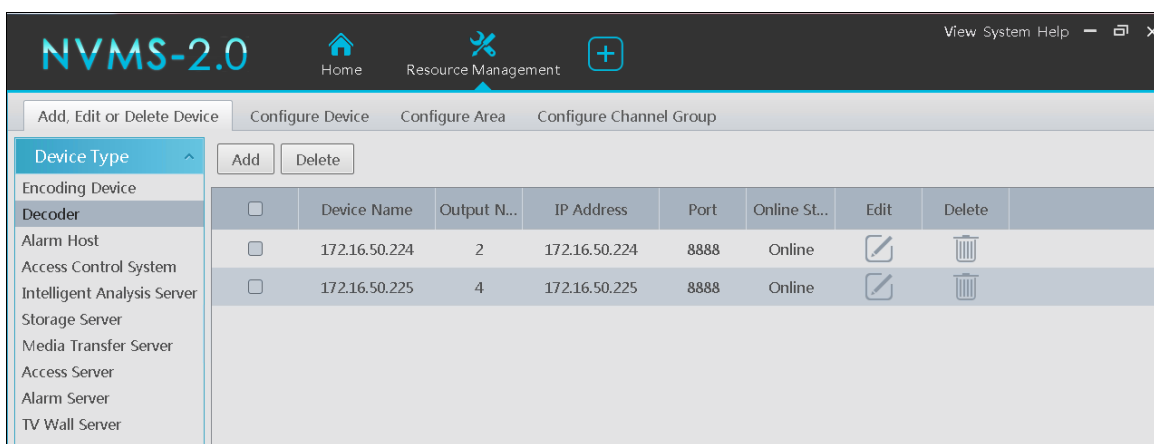 NVMS-2.0
Home
Resource Management
View System Help
Add, Edit or Delete Device
Configure Device
Configure Area
Configure Channel Group
Device Type
Encoding Device
Decoder
Alarm Host
Access Control System
Intelligent Analysis Server
Storage Server
Media Transfer Server
Access Server
Alarm Server
TV Wall Server
Add
Delete
Device Name Output N... IP Address Port Online St... Edit Delete
172.16.50.224 2 172.16.50.224 8888 Online
172.16.50.225 4 172.16.50.225 8888 Online